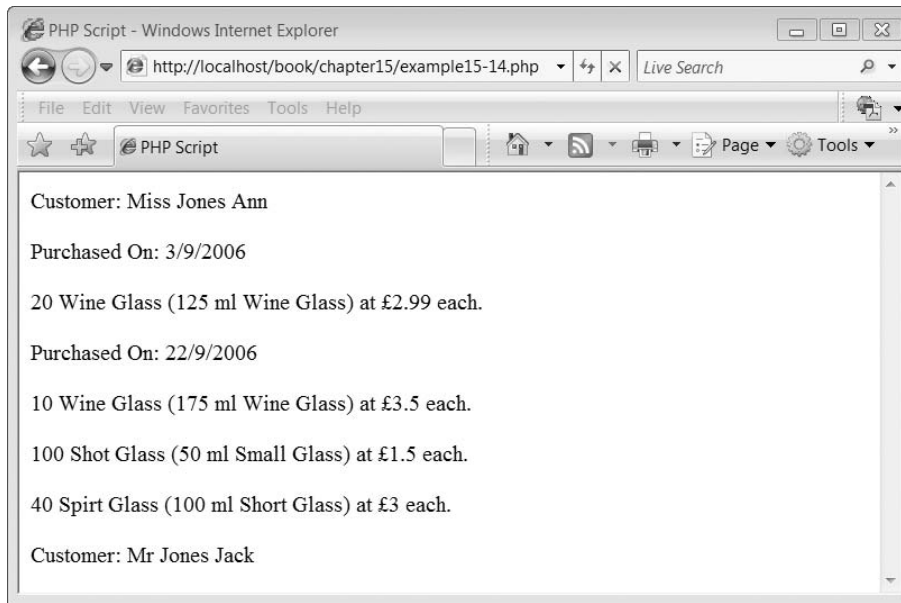 PHP Script - Windows Internet Explorer
http://localhost/book/chapter15/example15-14.php
Live Search
File Edit View Favorites Tools Help
PHP Script
Page
Tools
Customer: Miss Jones Ann
Purchased On: 3/9/2006
20 Wine Glass (125 ml Wine Glass) at £2.99 each.
Purchased On: 22/9/2006
10 Wine Glass (175 ml Wine Glass) at £3.5 each.
100 Shot Glass (50 ml Small Glass) at £1.5 each.
40 Spirt Glass (100 ml Short Glass) at £3 each.
Customer: Mr Jones Jack